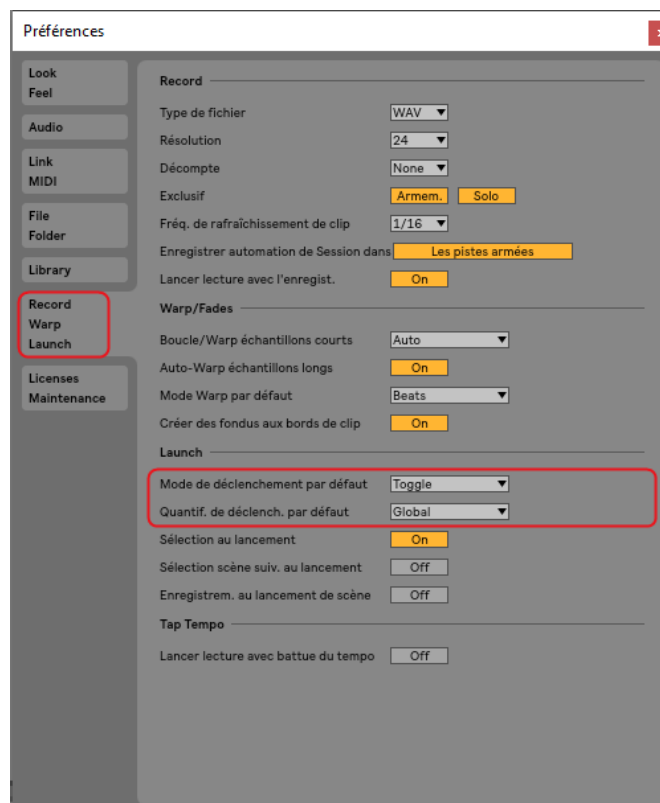 Préférences
Look
Feel
Audio
Link
MIDI
File
Folder
Library
Record
Warp
Launch
Licenses
Maintenance
Record
Type de fichier WAV
Résolution 24
Décompte None
Exclusif Armem. Solo
Fréq. de rafraîchissement de clip 1/16
Enregistrer automation de Session dans Les pistes armées
Lancer lecture avec l'enregist. On
Warp/Fades
Boucle/Warp échantillons courts Auto
Auto-Warp échantillons longs On
Mode Warp par défaut Beats
Créer des fondus aux bords de clip On
Launch
Mode de déclenchement par défaut Toggle
Quantif. de déclench. par défaut Global
Sélection au lancement On
Sélection scène suiv. au lancement Off
Enregistrem. au lancement de scène Off
Tap Tempo
Lancer lecture avec battue du tempo Off